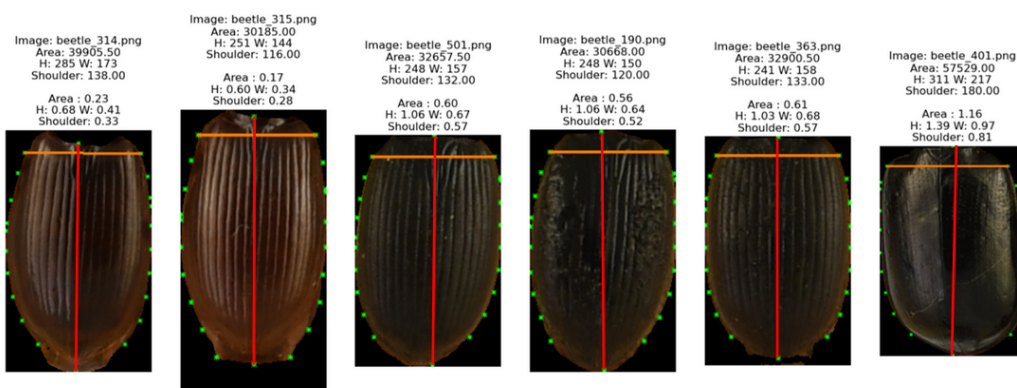 Image: beetle_314.png
Area: 39905.50
H: 285 W: 173
Shoulder: 138.00
Area : 0.23
H: 0.68 W: 0.41
Shoulder: 0.33
Image: beetle_315.png
Area: 30185.00
H: 251 W: 144
Shoulder: 116.00
Area : 0.17
H: 0.60 W: 0.34
Shoulder: 0.28
Image: beetle_501.png
Area: 32657.50
H: 248 W: 157
Shoulder: 132.00
Area : 0.60
H: 1.06 W: 0.67
Shoulder: 0.57
Image: beetle_190.png
Area: 30668.00
H: 248 W: 150
Shoulder: 120.00
Area : 0.56
H: 1.06 W: 0.64
Shoulder: 0.52
Image: beetle_363.png
Area: 32900.50
H: 241 W: 158
Shoulder: 133.00
Area : 0.61
H: 1.03 W: 0.68
Shoulder: 0.57
Image: beetle_401.png
Area: 57529.00
H: 311 W: 217
Shoulder: 180.00
Area : 1.16
H: 1.39 W: 0.97
Shoulder: 0.81